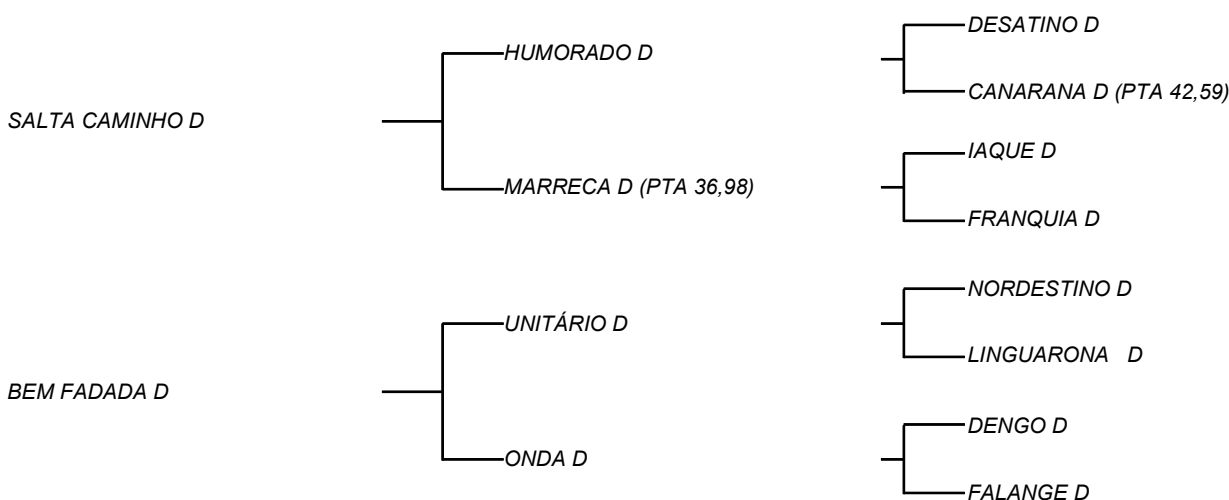 DESATINO D
HUMORADO D
CANARANA D (PTA 42,59)
SALTA CAMINHO D
IAQUE D
MARRECA D (PTA 36,98)
FRANQUIA D
NORDESTINO D
UNITÁRIO D
LINGUARONA D
BEM FADADA D
DENGO D
ONDA D
FALANGE D